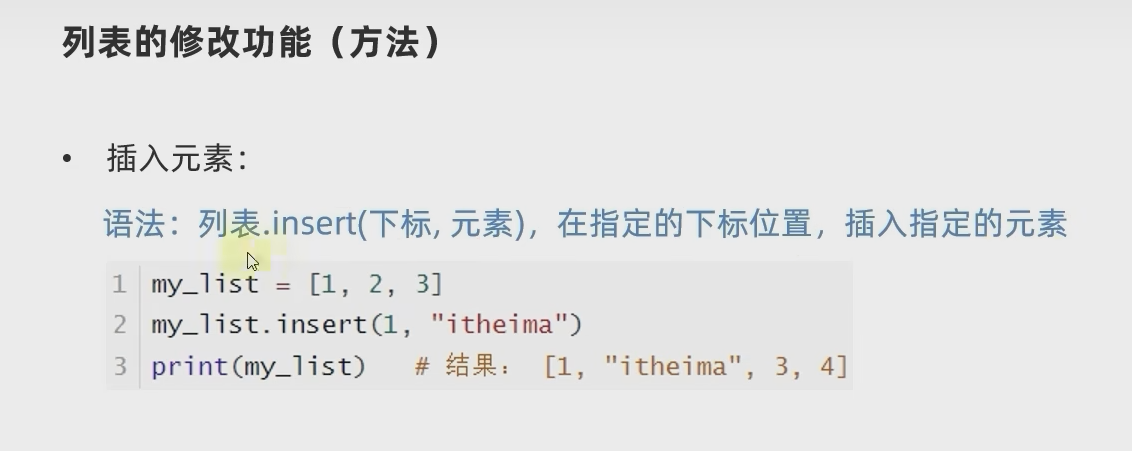 列表的修改功能（方法）
• 插入元素：
语法：列表.insert(下标, 元素)，在指定的下标位置，插入指定的元素
1 my_list = [1, 2, 3]
2 my_list.insert(1, "itheima")
3 print(my_list) # 结果： [1, "itheima", 3, 4]